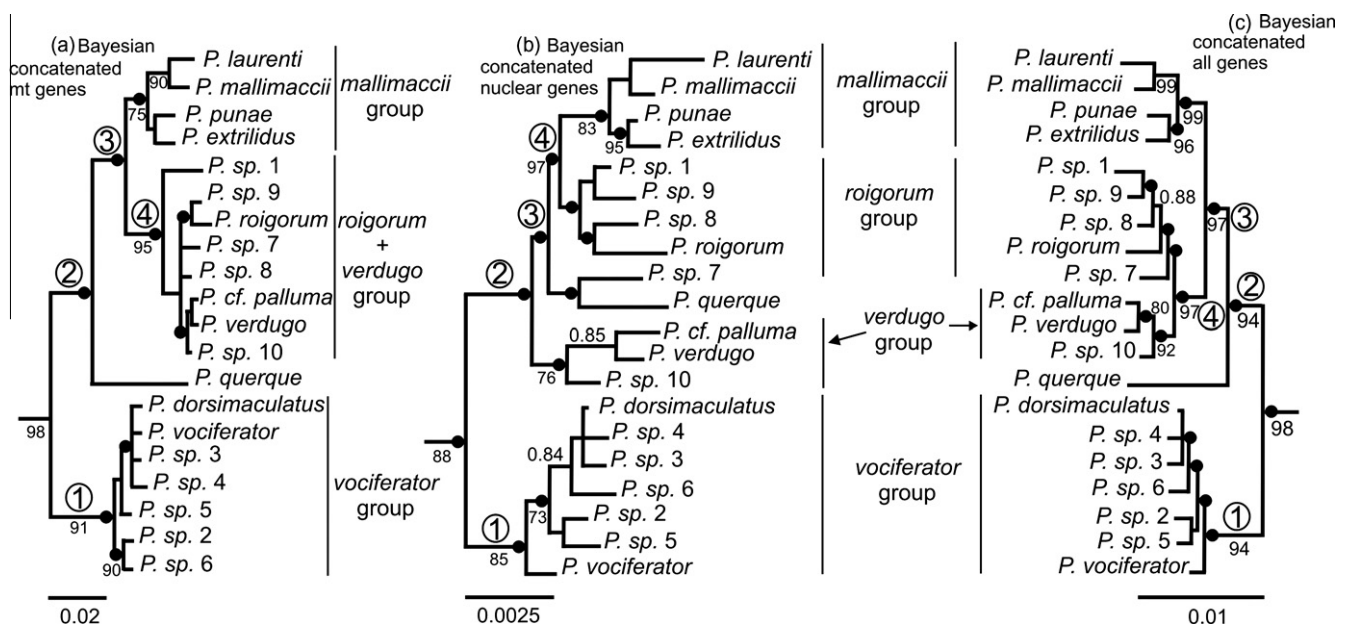 (a) Bayesian
concatenated
mt genes
P. laurenti
90
P. mallimaccii
75
P. punae
P. extrilidus
mallimaccii
group
3
P. sp. 1
P. sp. 9
4
P. roigorum
95
P. sp. 7
P. sp. 8
P. cf. palluma
P. verdugo
P. sp. 10
roigorum
+
verdugo
group
2
P. querque
98
P. dorsimaculatus
P. vociferator
P. sp. 3
P. sp. 4
1
91
P. sp. 5
P. sp. 2
90
P. sp. 6
vociferator
group
0.02
(b) Bayesian
concatenated
nuclear genes
P. laurenti
P. mallimaccii
83
P. punae
95
P. extrilidus
mallimaccii
group
4
97
P. sp. 1
P. sp. 9
P. sp. 8
P. roigorum
roigorum
group
3
P. sp. 7
P. querque
2
0.85
P. cf. palluma
P. verdugo
76
P. sp. 10
verdugo
group
88
P. dorsimaculatus
P. sp. 4
0.84
P. sp. 3
P. sp. 6
73
P. sp. 2
1
85
P. sp. 5
P. vociferator
vociferator
group
0.0025
(c) Bayesian
concatenated
all genes
P. laurenti
P. mallimaccii
99
99
P. punae
P. extrilidus
96
P. sp. 1
P. sp. 9
0.88
P. sp. 8
97
3
P. roigorum
P. sp. 7
P. cf. palluma
80
97
4
2
94
P. verdugo
P. sp. 10
92
P. querque
P. dorsimaculatus
98
P. sp. 4
P. sp. 3
P. sp. 6
P. sp. 2
1
P. sp. 5
94
P. vociferator
0.01